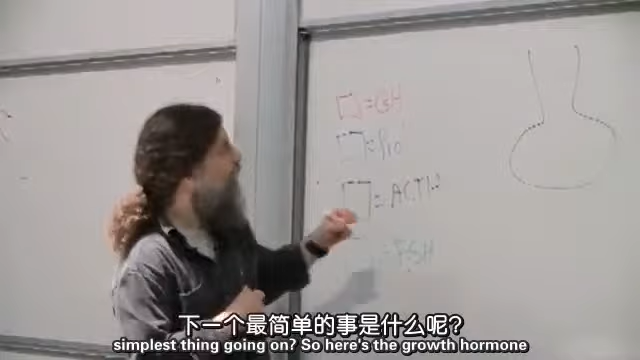 =GH
=Pro
=ACTH
=FSH
下一个最简单的事是什么呢?
simplest thing going on? So here's the growth hormone